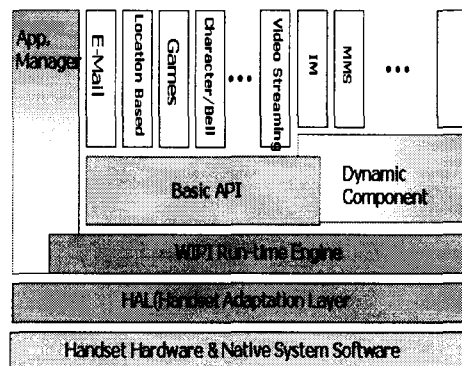 App.
Manager
E-Mail
Location Based
Games
Character/Bell
...
Video Streaming
IM
MMS
...
Basic API
Dynamic
Component
WIPI Run-time Engine
HAL(Handset Adaptation Layer
Handset Hardware & Native System Software